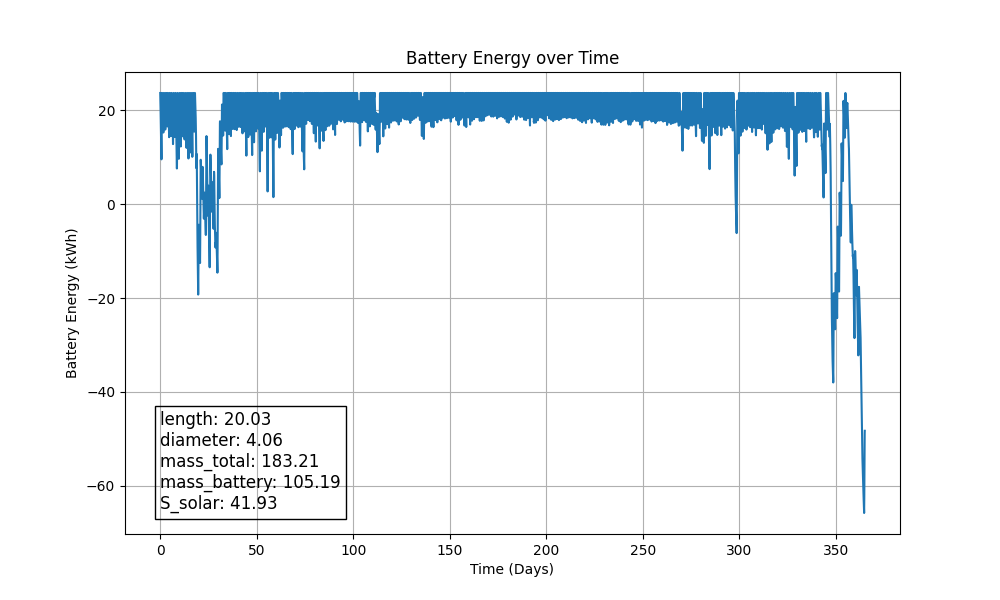 Battery Energy over Time
Battery Energy (kWh)
20
0
−20
−40
−60
length: 20.03
diameter: 4.06
mass_total: 183.21
mass_battery: 105.19
S_solar: 41.93
0 50 100 150 200 250 300 350
Time (Days)